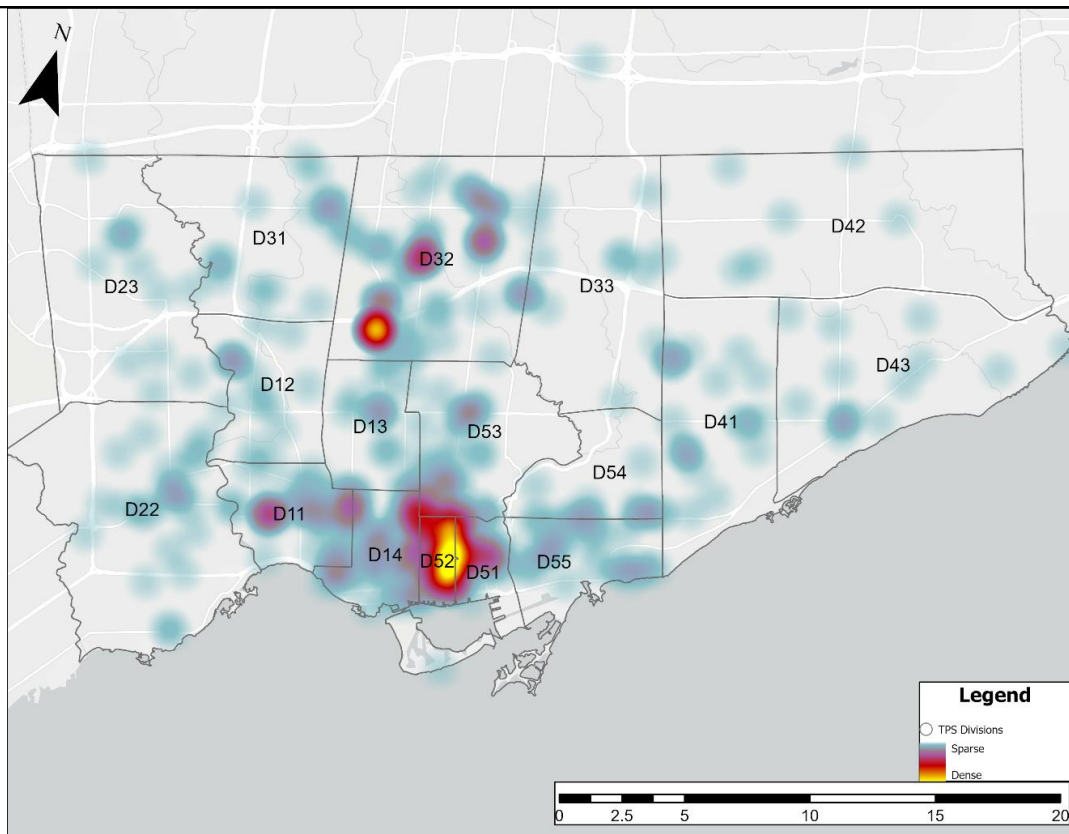 N
D31
D42
D32
D23
D33
D43
D12
D41
D13
D53
D54
D22
D11
D14
D52
D51
D55
Legend
TPS Divisions
Sparse
Dense
0 2.5 5 10 15 20